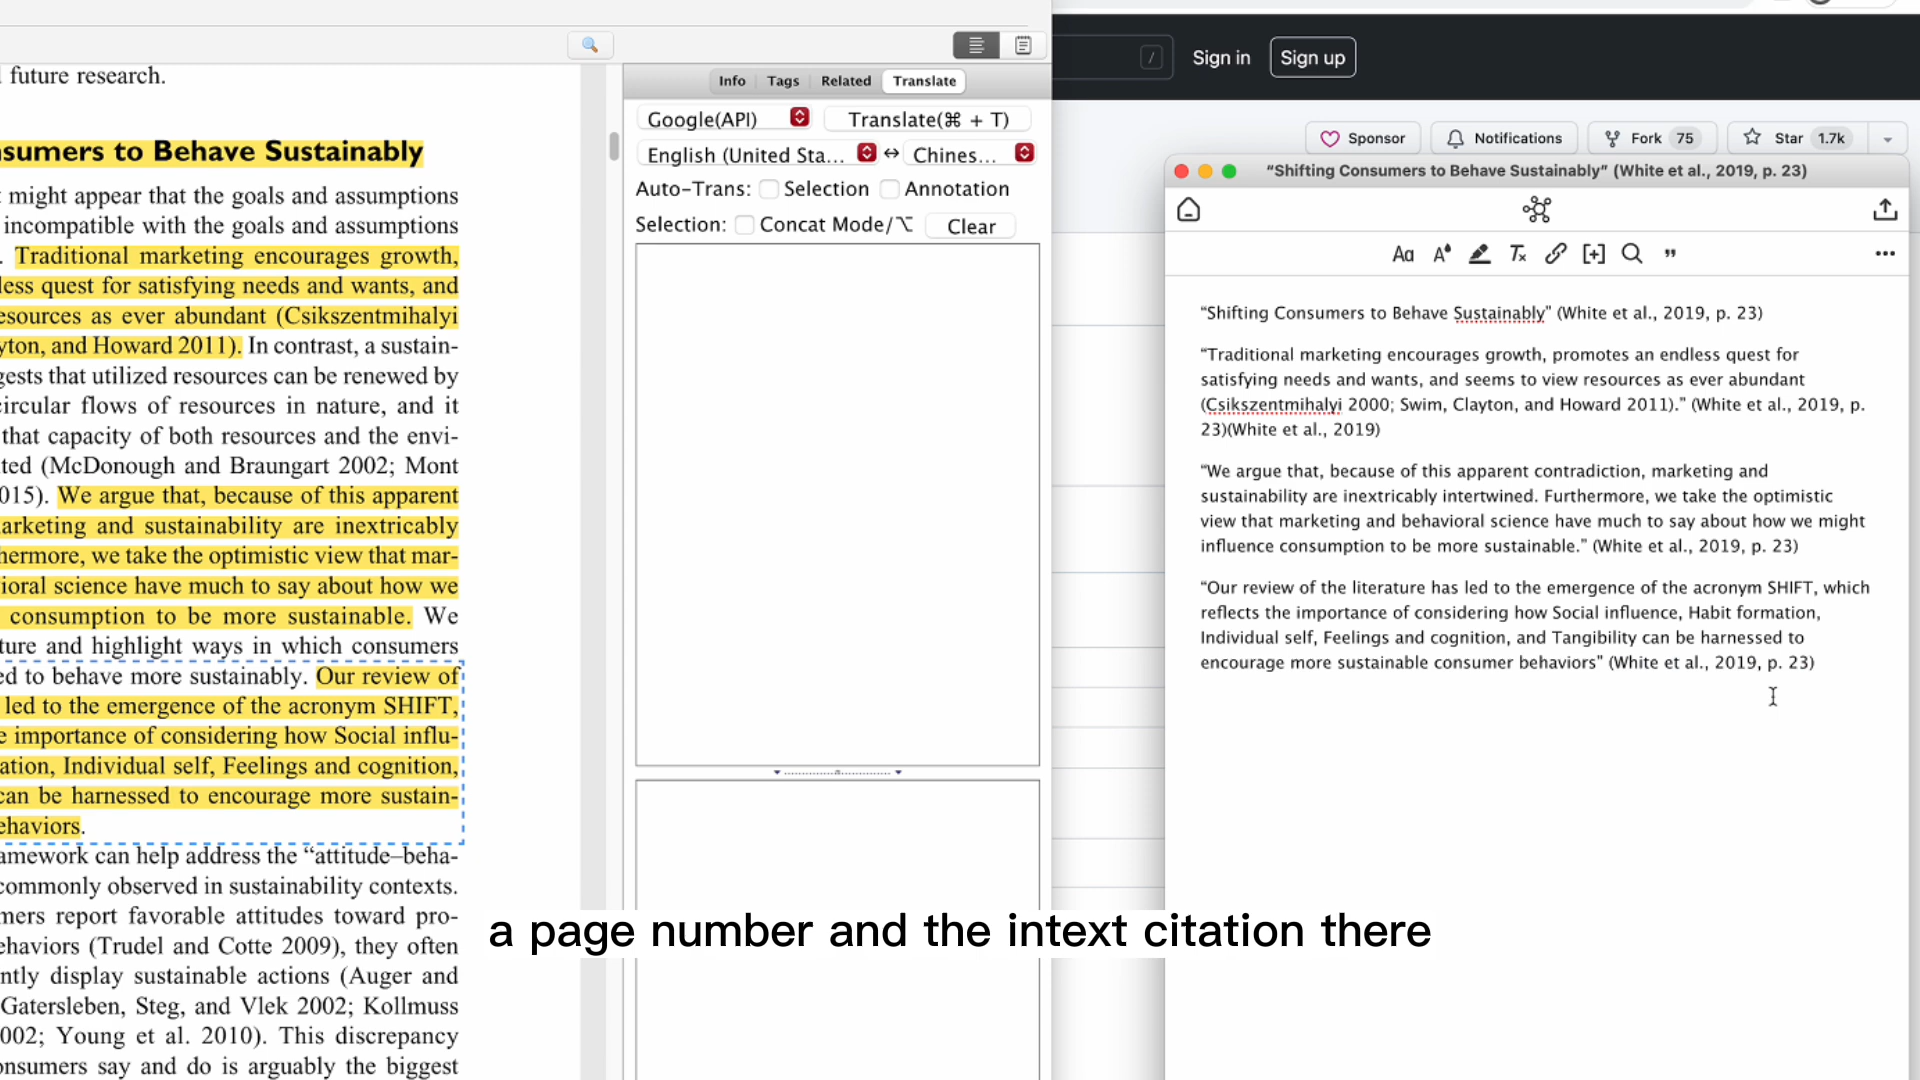 future research.
nsumers to Behave Sustainably
might appear that the goals and assumptions
incompatible with the goals and assumptions
. Traditional marketing encourages growth,
less quest for satisfying needs and wants, and
esources as ever abundant (Csikszentmihalyi
yton, and Howard 2011). In contrast, a sustain-
gests that utilized resources can be renewed by
circular flows of resources in nature, and it
that capacity of both resources and the envi-
ted (McDonough and Braungart 2002; Mont
015). We argue that, because of this apparent
arketing and sustainability are inextricably
hermore, we take the optimistic view that mar-
ioral science have much to say about how we
consumption to be more sustainable. We
ture and highlight ways in which consumers
ed to behave more sustainably. Our review of
led to the emergence of the acronym SHIFT,
e importance of considering how Social influ-
ation, Individual self, Feelings and cognition,
can be harnessed to encourage more sustain-
ehaviors.
amework can help address the “attitude–beha-
commonly observed in sustainability contexts.
mers report favorable attitudes toward pro-
ehaviors (Trudel and Cotte 2009), they often
ntly display sustainable actions (Auger and
Gatersleben, Steg, and Vlek 2002; Kollmuss
002; Young et al. 2010). This discrepancy
onsumers say and do is arguably the biggest
Info Tags Related Translate
Google(API) Translate(⌘ + T)
English (United Sta... ↔ Chines...
Auto-Trans: Selection Annotation
Selection: Concat Mode/⌥ Clear
/ Sign in Sign up
Sponsor Notifications Fork 75 Star 1.7k
“Shifting Consumers to Behave Sustainably” (White et al., 2019, p. 23)
“Shifting Consumers to Behave Sustainably” (White et al., 2019, p. 23)
“Traditional marketing encourages growth, promotes an endless quest for
satisfying needs and wants, and seems to view resources as ever abundant
(Csikszentmihalyi 2000; Swim, Clayton, and Howard 2011).” (White et al., 2019, p.
23)(White et al., 2019)
“We argue that, because of this apparent contradiction, marketing and
sustainability are inextricably intertwined. Furthermore, we take the optimistic
view that marketing and behavioral science have much to say about how we might
influence consumption to be more sustainable.” (White et al., 2019, p. 23)
“Our review of the literature has led to the emergence of the acronym SHIFT, which
reflects the importance of considering how Social influence, Habit formation,
Individual self, Feelings and cognition, and Tangibility can be harnessed to
encourage more sustainable consumer behaviors” (White et al., 2019, p. 23)
a page number and the intext citation there